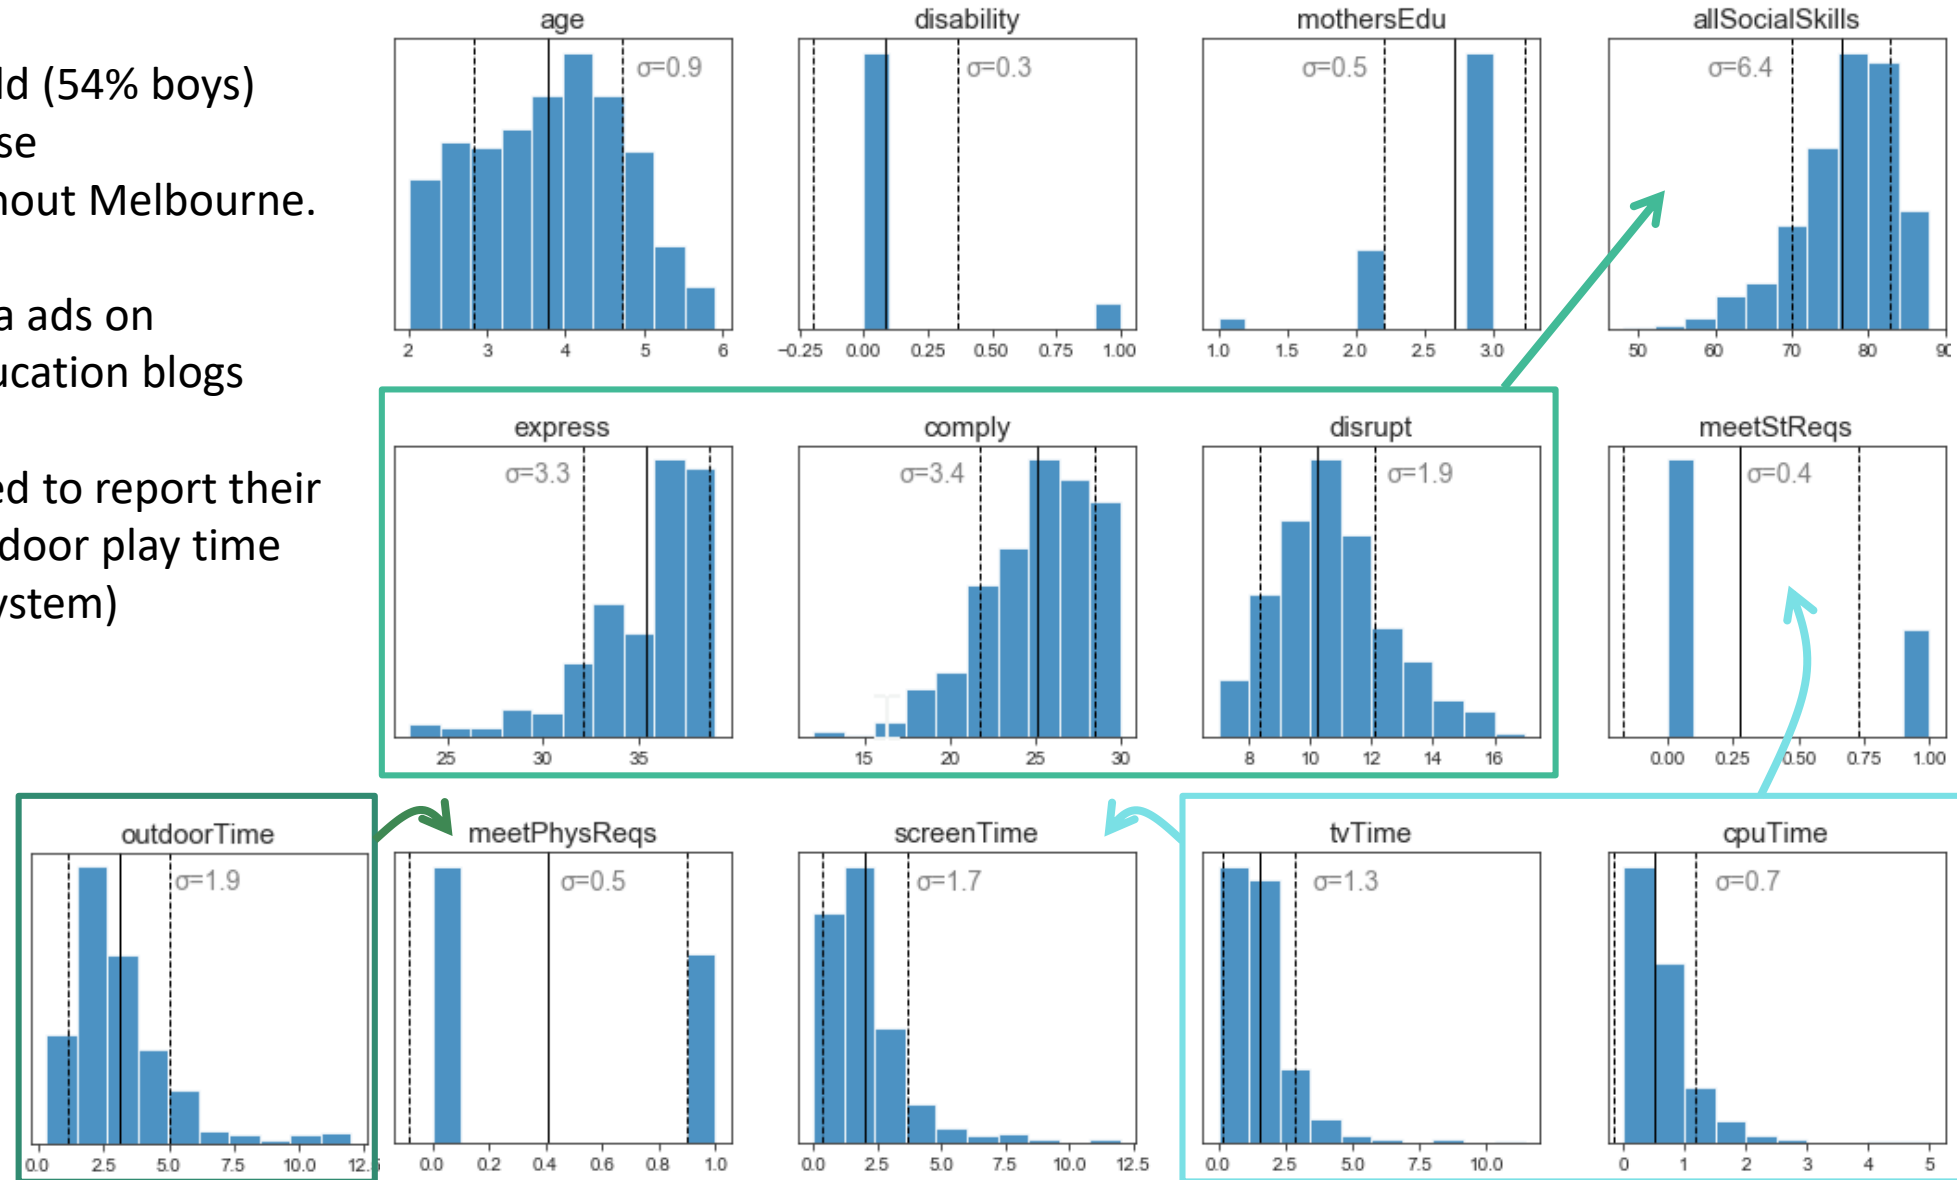 ld (54% boys)
se
hout Melbourne.
a ads on
ucation blogs
ed to report their
door play time
ystem)
age
σ=0.9
2 3 4 5 6
disability
σ=0.3
−0.25 0.00 0.25 0.50 0.75 1.00
mothersEdu
σ=0.5
1.0 1.5 2.0 2.5 3.0
allSocialSkills
σ=6.4
50 60 70 80 90
express
σ=3.3
25 30 35
comply
σ=3.4
15 20 25 30
disrupt
σ=1.9
8 10 12 14 16
meetStReqs
σ=0.4
0.00 0.25 0.50 0.75 1.00
outdoorTime
σ=1.9
0.0 2.5 5.0 7.5 10.0 12.5
meetPhysReqs
σ=0.5
0.0 0.2 0.4 0.6 0.8 1.0
screenTime
σ=1.7
0.0 2.5 5.0 7.5 10.0 12.5
tvTime
σ=1.3
0.0 2.5 5.0 7.5 10.0
cpuTime
σ=0.7
0 1 2 3 4 5